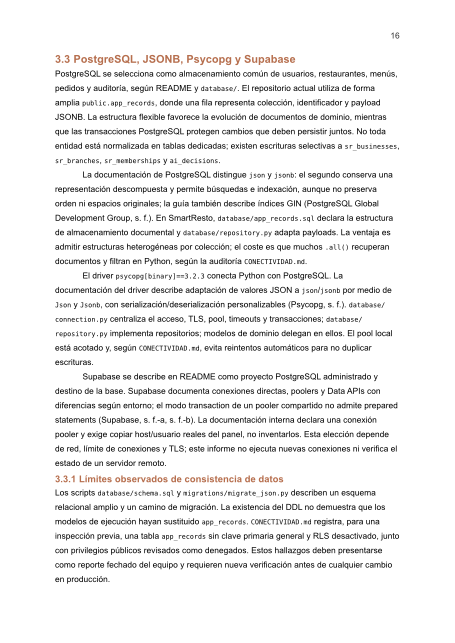 16
3.3 PostgreSQL, JSONB, Psycopg y Supabase
PostgreSQL se selecciona como almacenamiento común de usuarios, restaurantes, menús,
pedidos y auditoría, según README y database/. El repositorio actual utiliza de forma
amplia public.app_records, donde una fila representa colección, identificador y payload
JSONB. La estructura flexible favorece la evolución de documentos de dominio, mientras
que las transacciones PostgreSQL protegen cambios que deben persistir juntos. No toda
entidad está normalizada en tablas dedicadas; existen escrituras selectivas a sr_businesses,
sr_branches, sr_memberships y ai_decisions.
La documentación de PostgreSQL distingue json y jsonb: el segundo conserva una
representación descompuesta y permite búsquedas e indexación, aunque no preserva
orden ni espacios originales; la guía también describe índices GIN (PostgreSQL Global
Development Group, s. f.). En SmartResto, database/app_records.sql declara la estructura
de almacenamiento documental y database/repository.py adapta payloads. La ventaja es
admitir estructuras heterogéneas por colección; el coste es que muchos .all() recuperan
documentos y filtran en Python, según la auditoría CONECTIVIDAD.md.
El driver psycopg[binary]==3.2.3 conecta Python con PostgreSQL. La
documentación del driver describe adaptación de valores JSON a json/jsonb por medio de
Json y Jsonb, con serialización/deserialización personalizables (Psycopg, s. f.). database/
connection.py centraliza el acceso, TLS, pool, timeouts y transacciones; database/
repository.py implementa repositorios; modelos de dominio delegan en ellos. El pool local
está acotado y, según CONECTIVIDAD.md, evita reintentos automáticos para no duplicar
escrituras.
Supabase se describe en README como proyecto PostgreSQL administrado y
destino de la base. Supabase documenta conexiones directas, poolers y Data APIs con
diferencias según entorno; el modo transaction de un pooler compartido no admite prepared
statements (Supabase, s. f.-a, s. f.-b). La documentación interna declara una conexión
pooler y exige copiar host/usuario reales del panel, no inventarlos. Esta elección depende
de red, límite de conexiones y TLS; este informe no ejecuta nuevas conexiones ni verifica el
estado de un servidor remoto.
3.3.1 Límites observados de consistencia de datos
Los scripts database/schema.sql y migrations/migrate_json.py describen un esquema
relacional amplio y un camino de migración. La existencia del DDL no demuestra que los
modelos de ejecución hayan sustituido app_records. CONECTIVIDAD.md registra, para una
inspección previa, una tabla app_records sin clave primaria general y RLS desactivado, junto
con privilegios públicos revisados como denegados. Estos hallazgos deben presentarse
como reporte fechado del equipo y requieren nueva verificación antes de cualquier cambio
en producción.